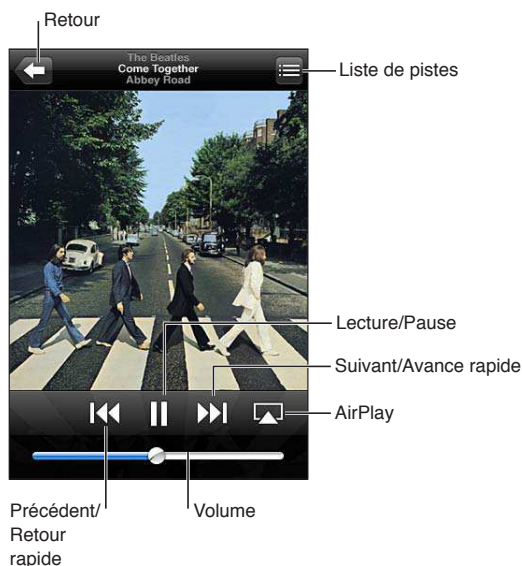 Retour
The Beatles
Come Together
Abbey Road
Liste de pistes
Lecture/Pause
Suivant/Avance rapide
AirPlay
Précédent/
Retour
rapide
Volume